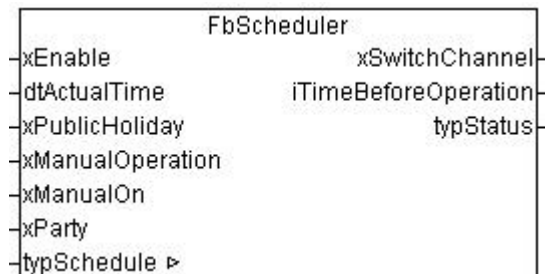 FbScheduler
xEnable xSwitchChannel
dtActualTime iTimeBeforeOperation
xPublicHoliday typStatus
xManualOperation
xManualOn
xParty
typSchedule ▹